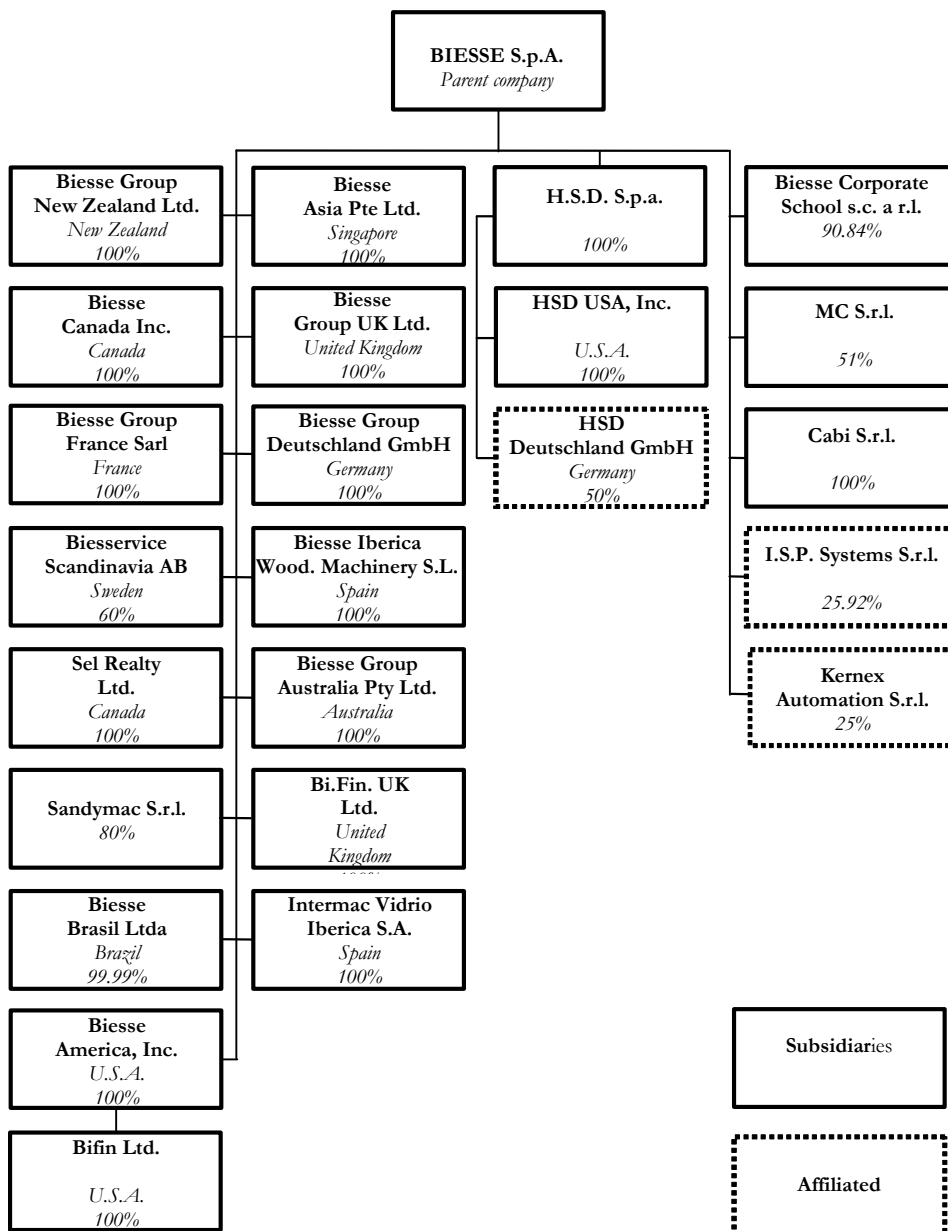 BIESSE S.p.A.
Parent company
Biesse Group
New Zealand Ltd.
New Zealand
100%
Biesse
Asia Pte Ltd.
Singapore
100%
H.S.D. S.p.a.
100%
Biesse Corporate
School s.c. a r.l.
90.84%
Biesse
Canada Inc.
Canada
100%
Biesse
Group UK Ltd.
United Kingdom
100%
HSD USA, Inc.
U.S.A.
100%
MC S.r.l.
51%
Biesse Group
France Sarl
France
100%
Biesse Group
Deutschland GmbH
Germany
100%
HSD
Deutschland GmbH
Germany
50%
Cabi S.r.l.
100%
Biesservice
Scandinavia AB
Sweden
60%
Biesse Iberica
Wood. Machinery S.L.
Spain
100%
I.S.P. Systems S.r.l.
25.92%
Sel Realty
Ltd.
Canada
100%
Biesse Group
Australia Pty Ltd.
Australia
100%
Kernex
Automation S.r.l.
25%
Sandymac S.r.l.
80%
Bi.Fin. UK
Ltd.
United
Kingdom
Biesse
Brasil Ltda
Brazil
99.99%
Intermac Vidrio
Iberica S.A.
Spain
100%
Biesse
America, Inc.
U.S.A.
100%
Subsidiaries
Bifin Ltd.
U.S.A.
100%
Affiliated